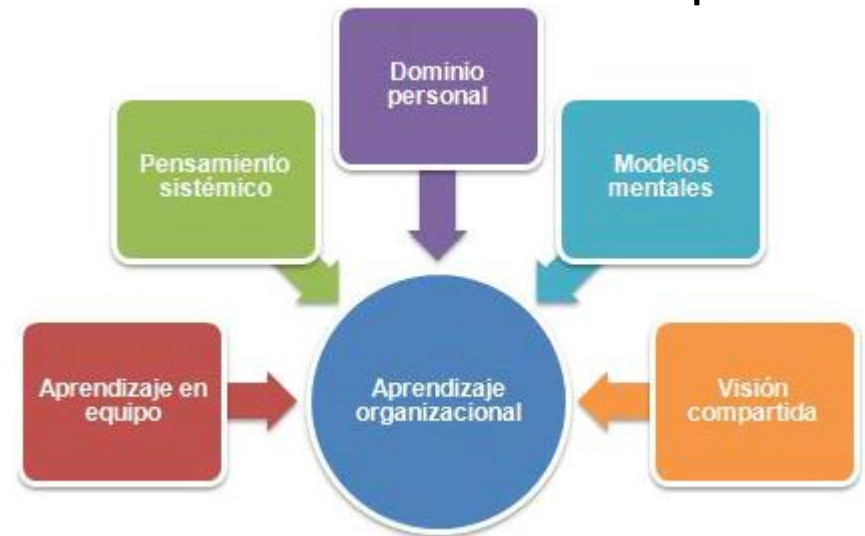 Dominio
personal
Pensamiento
sistémico
Modelos
mentales
Aprendizaje en
equipo
Aprendizaje
organizacional
Visión
compartida